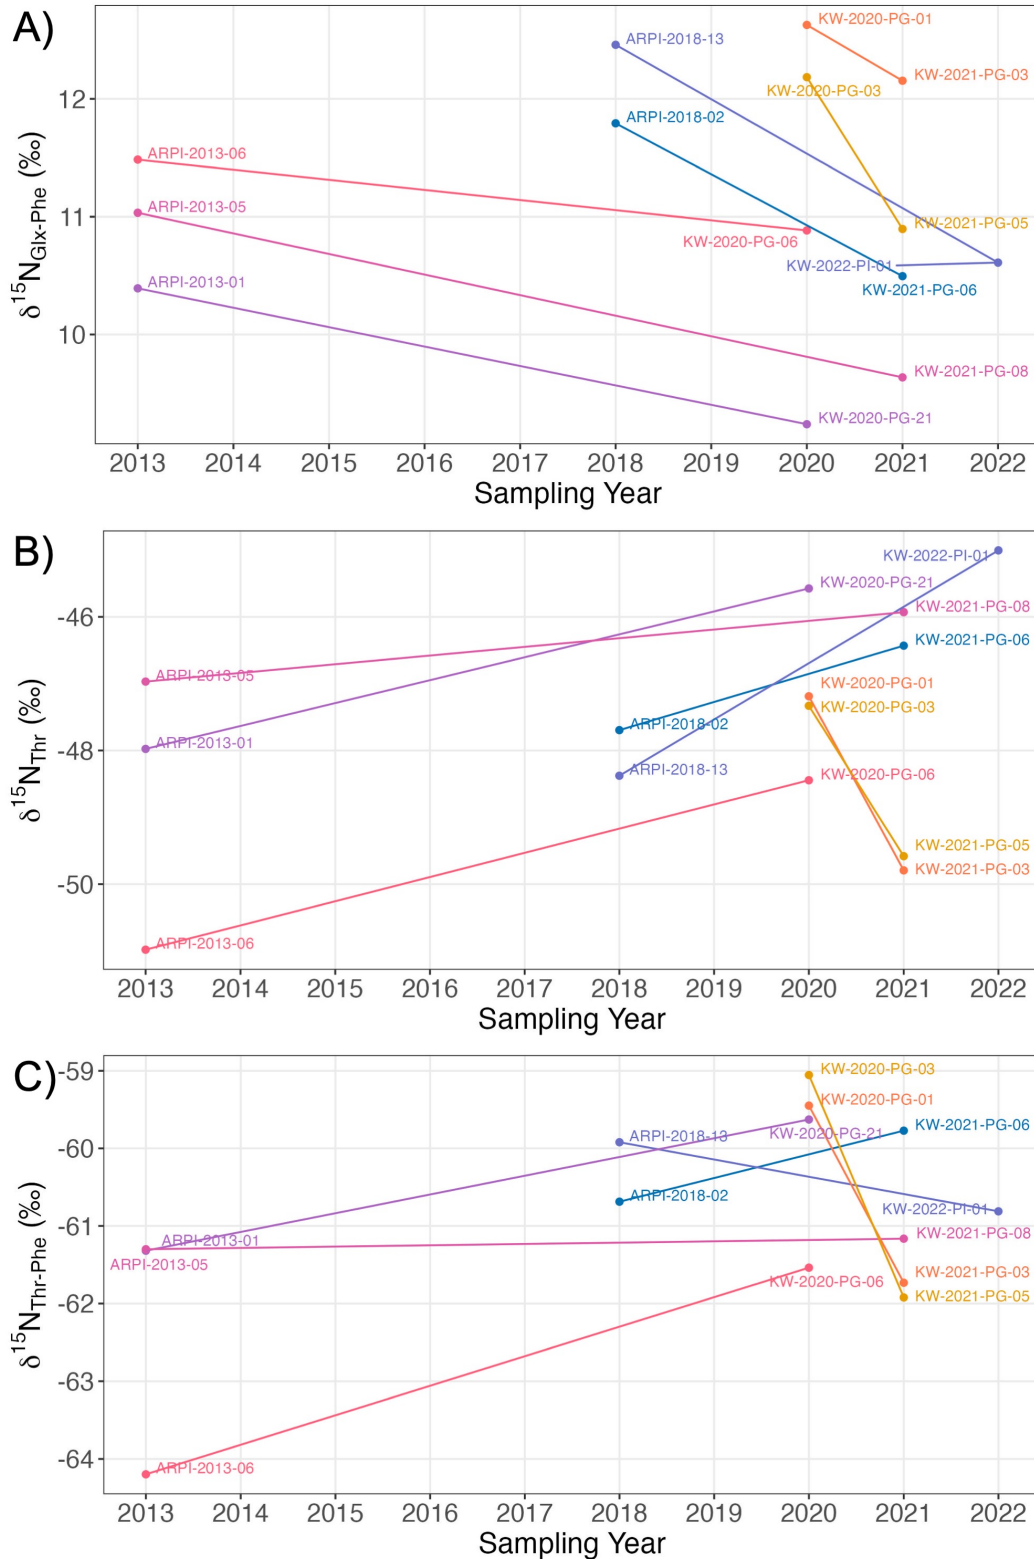 A)
KW-2020-PG-01
ARPI-2018-13
KW-2021-PG-03
KW-2020-PG-03
12
ARPI-2018-02
ARPI-2013-06
ARPI-2013-05
KW-2021-PG-05
11
KW-2020-PG-06
KW-2022-PI-01
ARPI-2013-01
KW-2021-PG-06
10
KW-2021-PG-08
KW-2020-PG-21
δ¹⁵N Glx-Phe (‰)
2013 2014 2015 2016 2017 2018 2019 2020 2021 2022
Sampling Year
B)
KW-2022-PI-01
KW-2020-PG-21
KW-2021-PG-08
-46
KW-2021-PG-06
ARPI-2013-05
KW-2020-PG-01
KW-2020-PG-03
ARPI-2018-02
ARPI-2013-01
-48
ARPI-2018-13
KW-2020-PG-06
KW-2021-PG-05
KW-2021-PG-03
-50
ARPI-2013-06
δ¹⁵N Thr (‰)
2013 2014 2015 2016 2017 2018 2019 2020 2021 2022
Sampling Year
C)
-59
KW-2020-PG-03
KW-2020-PG-01
KW-2021-PG-06
ARPI-2018-13
KW-2020-PG-21
-60
ARPI-2018-02
KW-2022-PI-01
-61
KW-2021-PG-08
ARPI-2013-01
ARPI-2013-05
KW-2021-PG-03
KW-2020-PG-06
KW-2021-PG-05
-62
-63
-64
ARPI-2013-06
δ¹⁵N Thr-Phe (‰)
2013 2014 2015 2016 2017 2018 2019 2020 2021 2022
Sampling Year